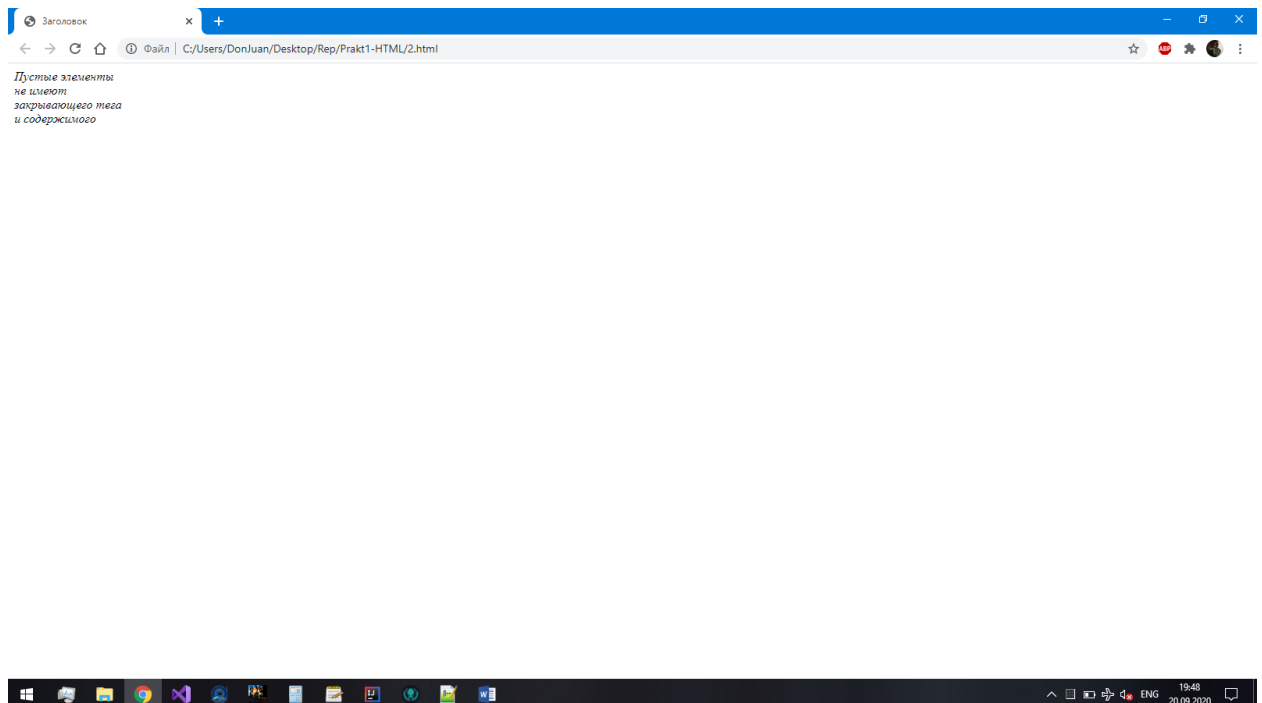 Заголовок
Файл | C:/Users/DonJuan/Desktop/Rep/Prakt1-HTML/2.html
ABP
Пустые элементы
не имеют
закрывающего тега
и содержимого
ENG
19:48
20.09.2020